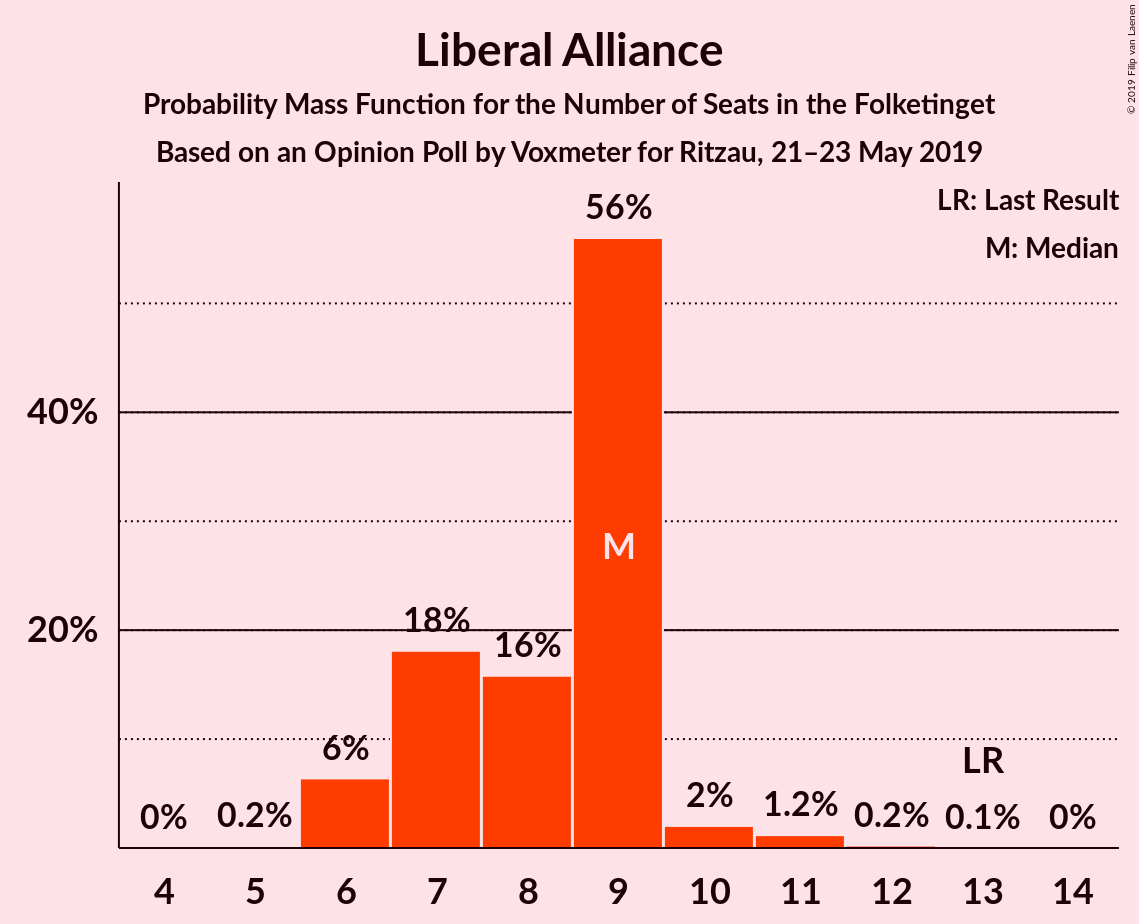 Liberal Alliance
Probability Mass Function for the Number of Seats in the Folketinget
Based on an Opinion Poll by Voxmeter for Ritzau, 21–23 May 2019
© 2019 Filip van Laenen
LR: Last Result
M: Median
56%
40%
M
20%
18%
16%
6%
LR
0%
0.2%
2%
1.2%
0.2%
0.1%
0%
4 5 6 7 8 9 10 11 12 13 14